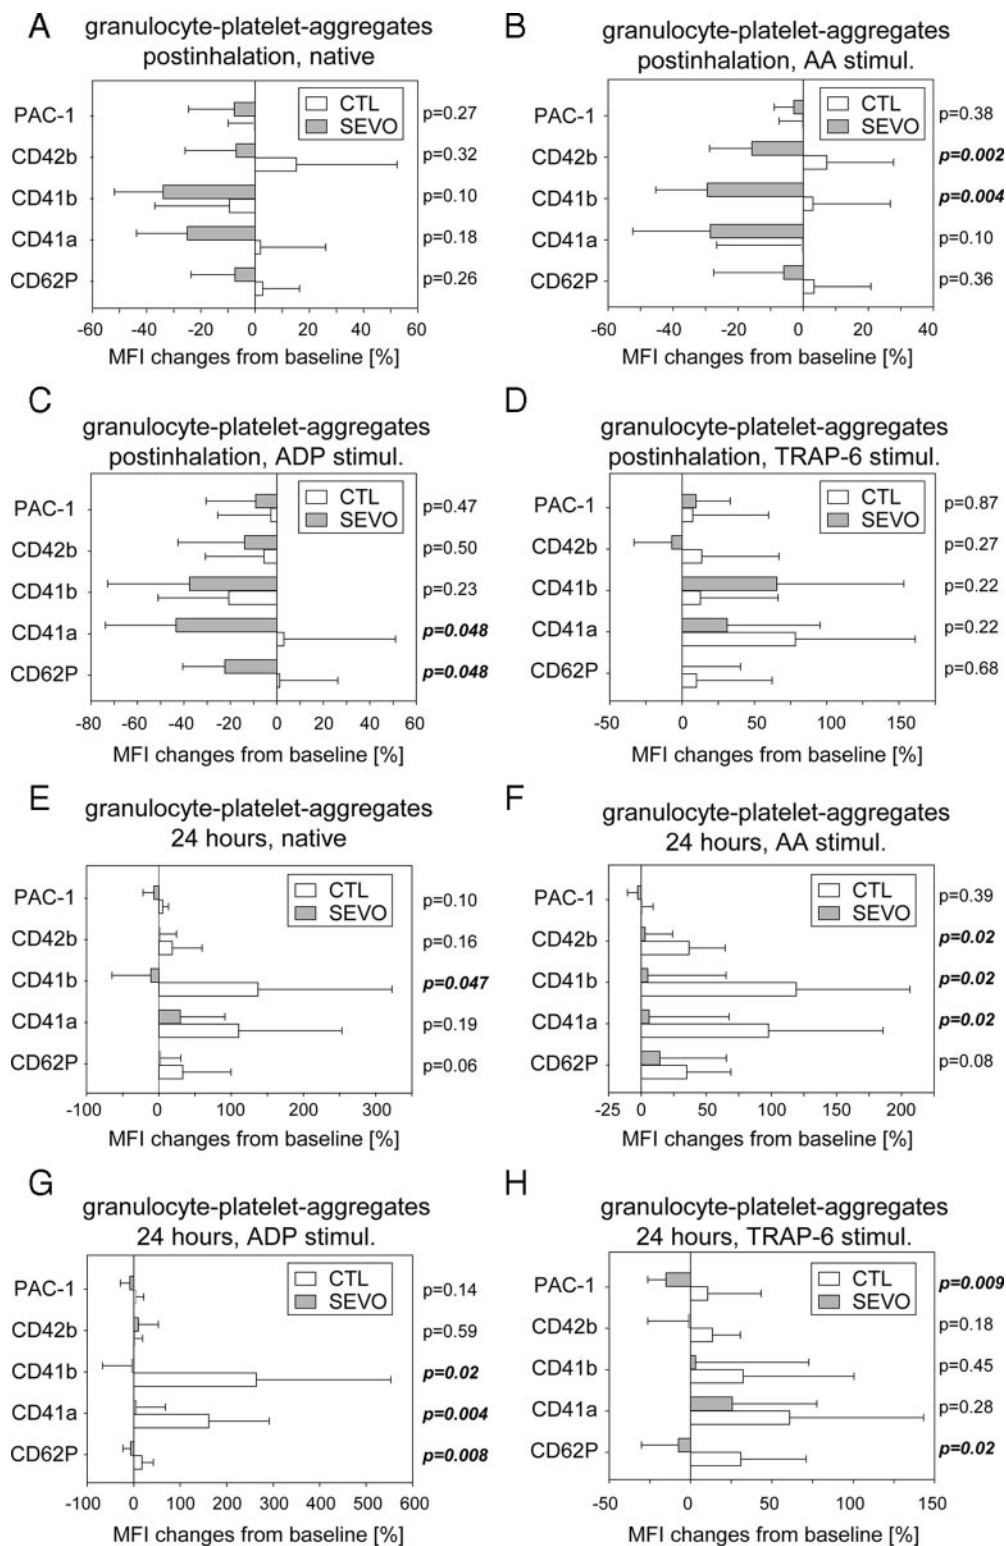 A
granulocyte-platelet-aggregates
postinhalation, native
CTL
SEVO
PAC-1
p=0.27
CD42b
p=0.32
CD41b
p=0.10
CD41a
p=0.18
CD62P
p=0.26
-60 -40 -20 0 20 40 60
MFI changes from baseline [%]
B
granulocyte-platelet-aggregates
postinhalation, AA stimul.
CTL
SEVO
PAC-1
p=0.38
CD42b
p=0.002
CD41b
p=0.004
CD41a
p=0.10
CD62P
p=0.36
-60 -40 -20 0 20 40
MFI changes from baseline [%]
C
granulocyte-platelet-aggregates
postinhalation, ADP stimul.
CTL
SEVO
PAC-1
p=0.47
CD42b
p=0.50
CD41b
p=0.23
CD41a
p=0.048
CD62P
p=0.048
-80 -60 -40 -20 0 20 40 60
MFI changes from baseline [%]
D
granulocyte-platelet-aggregates
postinhalation, TRAP-6 stimul.
CTL
SEVO
PAC-1
p=0.87
CD42b
p=0.27
CD41b
p=0.22
CD41a
p=0.22
CD62P
p=0.68
-50 0 50 100 150
MFI changes from baseline [%]
E
granulocyte-platelet-aggregates
24 hours, native
CTL
SEVO
PAC-1
p=0.10
CD42b
p=0.16
CD41b
p=0.047
CD41a
p=0.19
CD62P
p=0.06
-100 0 100 200 300
MFI changes from baseline [%]
F
granulocyte-platelet-aggregates
24 hours, AA stimul.
CTL
SEVO
PAC-1
p=0.39
CD42b
p=0.02
CD41b
p=0.02
CD41a
p=0.02
CD62P
p=0.08
-25 0 50 100 150 200
MFI changes from baseline [%]
G
granulocyte-platelet-aggregates
24 hours, ADP stimul.
CTL
SEVO
PAC-1
p=0.14
CD42b
p=0.59
CD41b
p=0.02
CD41a
p=0.004
CD62P
p=0.008
-100 0 100 200 300 400 500 600
MFI changes from baseline [%]
H
granulocyte-platelet-aggregates
24 hours, TRAP-6 stimul.
CTL
SEVO
PAC-1
p=0.009
CD42b
p=0.18
CD41b
p=0.45
CD41a
p=0.28
CD62P
p=0.02
-50 0 50 100 150
MFI changes from baseline [%]